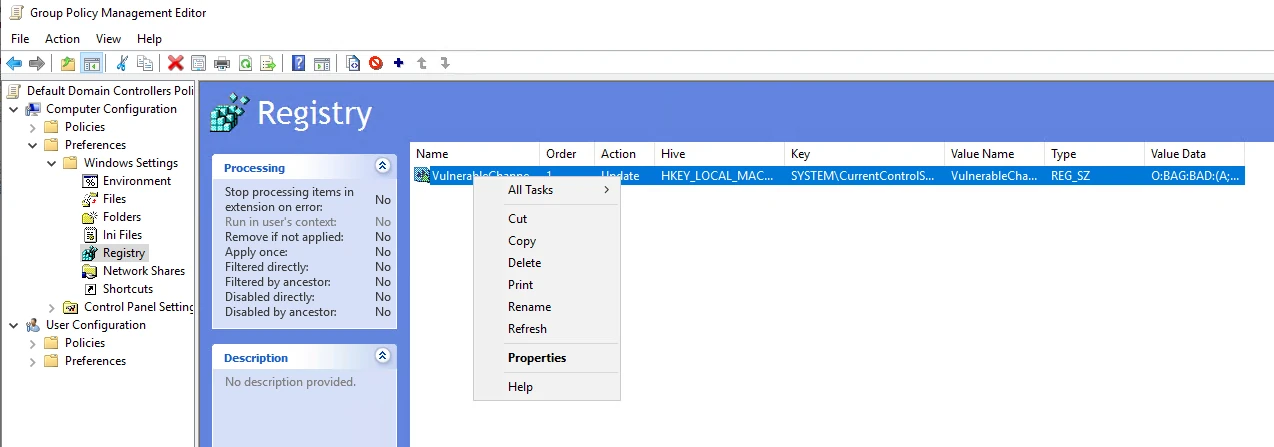 Group Policy Management Editor
File Action View Help
Default Domain Controllers Poli
Computer Configuration
Policies
Preferences
Windows Settings
Environment
Files
Folders
Ini Files
Registry
Network Shares
Shortcuts
Control Panel Setting
User Configuration
Policies
Preferences
Registry
Processing
Stop processing items in
extension on error: No
Run in user's context: No
Remove if not applied: No
Apply once: No
Filtered directly: No
Filtered by ancestor: No
Disabled directly: No
Disabled by ancestor: No
Description
No description provided.
Name Order Action Hive Key Value Name Type Value Data
VulnerableChanne... 1 Update HKEY_LOCAL_MAC... SYSTEM\CurrentControlS... VulnerableCha... REG_SZ O:BAG:BAD:(A;...
All Tasks
Cut
Copy
Delete
Print
Rename
Refresh
Properties
Help